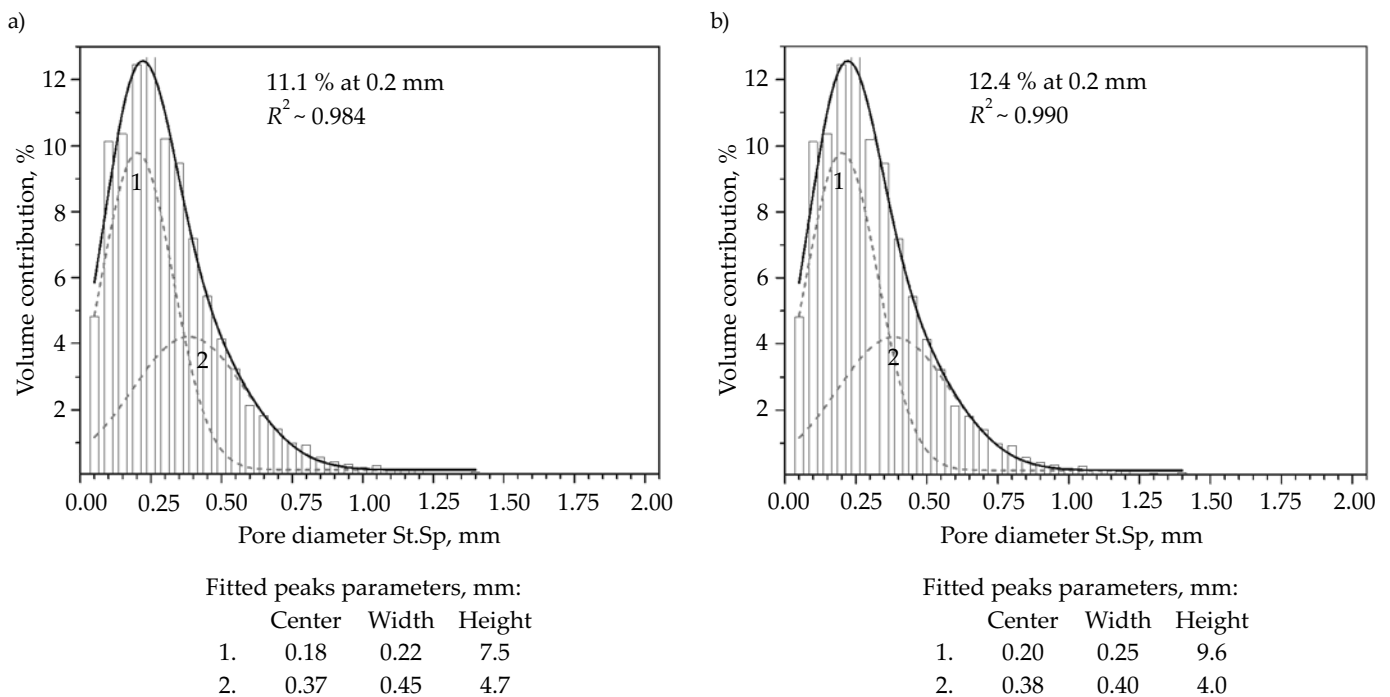 a)
12
10
8
6
4
2
Volume contribution, %
11.1 % at 0.2 mm
R² ~ 0.984
1
2
0.00 0.25 0.50 0.75 1.00 1.25 1.50 1.75 2.00
Pore diameter St.Sp, mm
Fitted peaks parameters, mm:
Center Width Height
1. 0.18 0.22 7.5
2. 0.37 0.45 4.7
b)
12
10
8
6
4
2
Volume contribution, %
12.4 % at 0.2 mm
R² ~ 0.990
1
2
0.00 0.25 0.50 0.75 1.00 1.25 1.50 1.75 2.00
Pore diameter St.Sp, mm
Fitted peaks parameters, mm:
Center Width Height
1. 0.20 0.25 9.6
2. 0.38 0.40 4.0